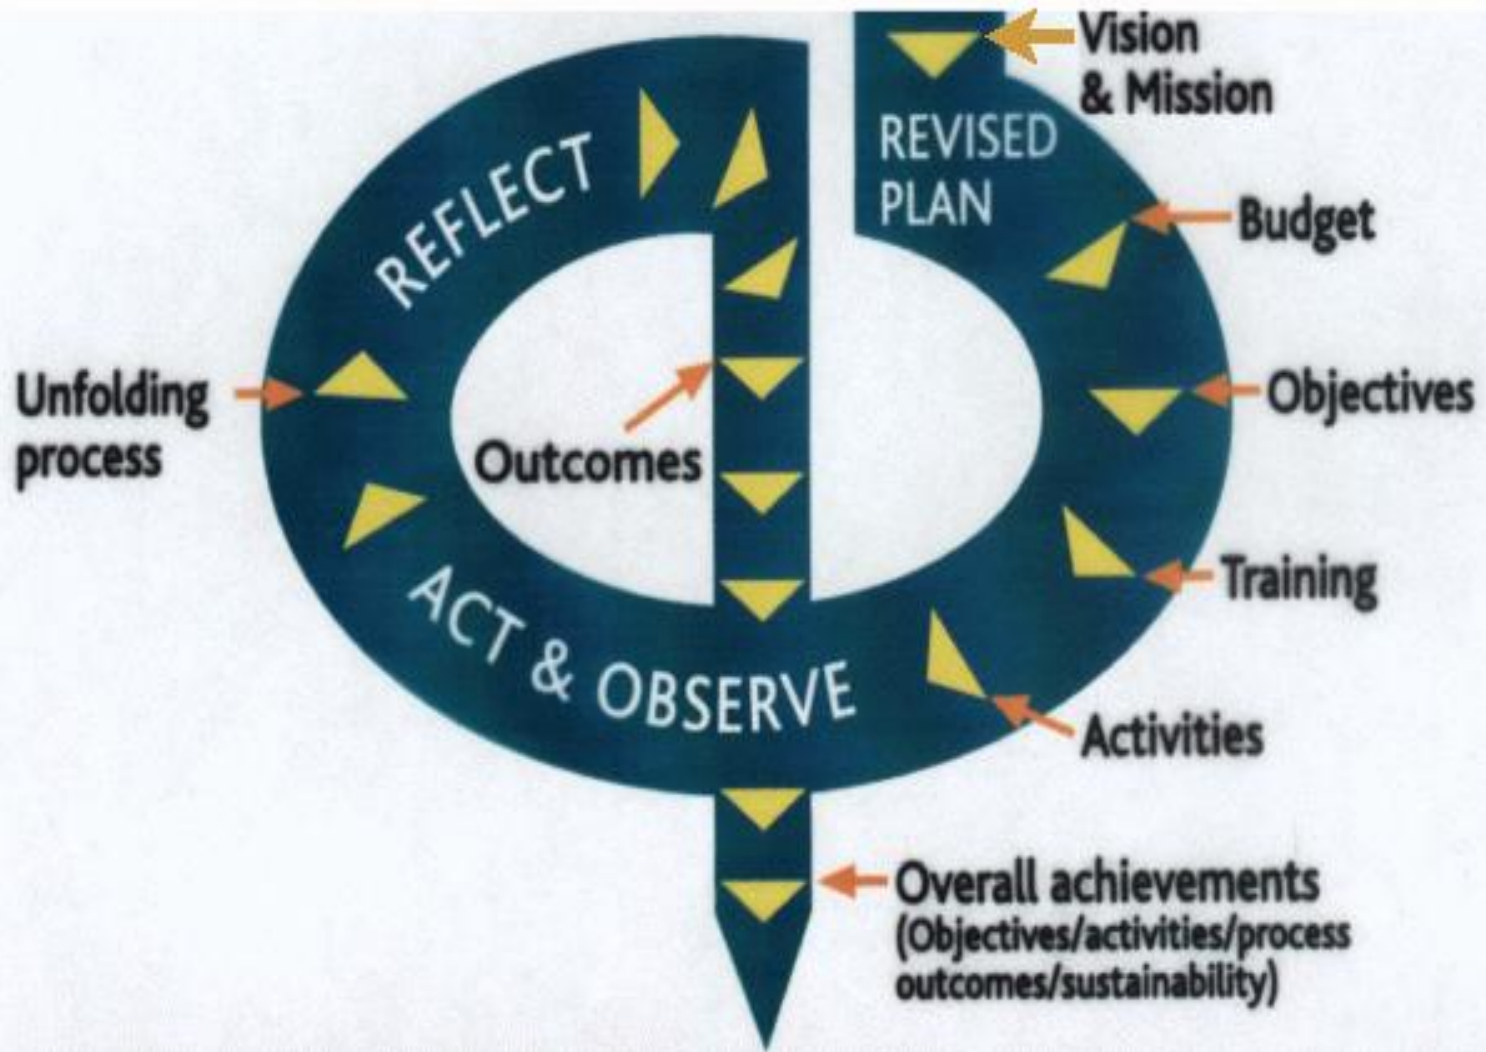 Vision
& Mission
REVISED
PLAN
Budget
REFLECT
Unfolding
process
Outcomes
Objectives
Training
ACT & OBSERVE
Activities
Overall achievements
(Objectives/activities/process
outcomes/sustainability)